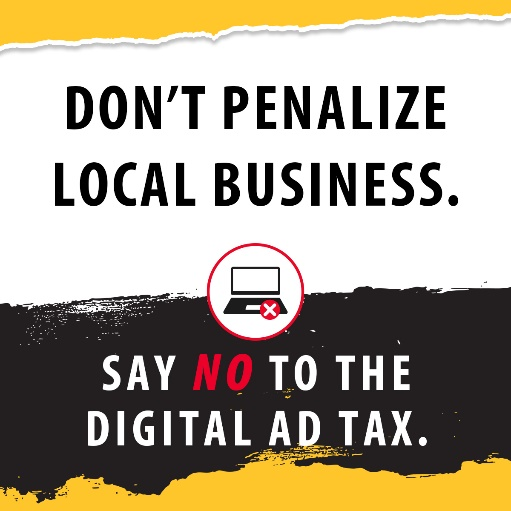 DON’T PENALIZE
LOCAL BUSINESS.
SAY NO TO THE
DIGITAL AD TAX.